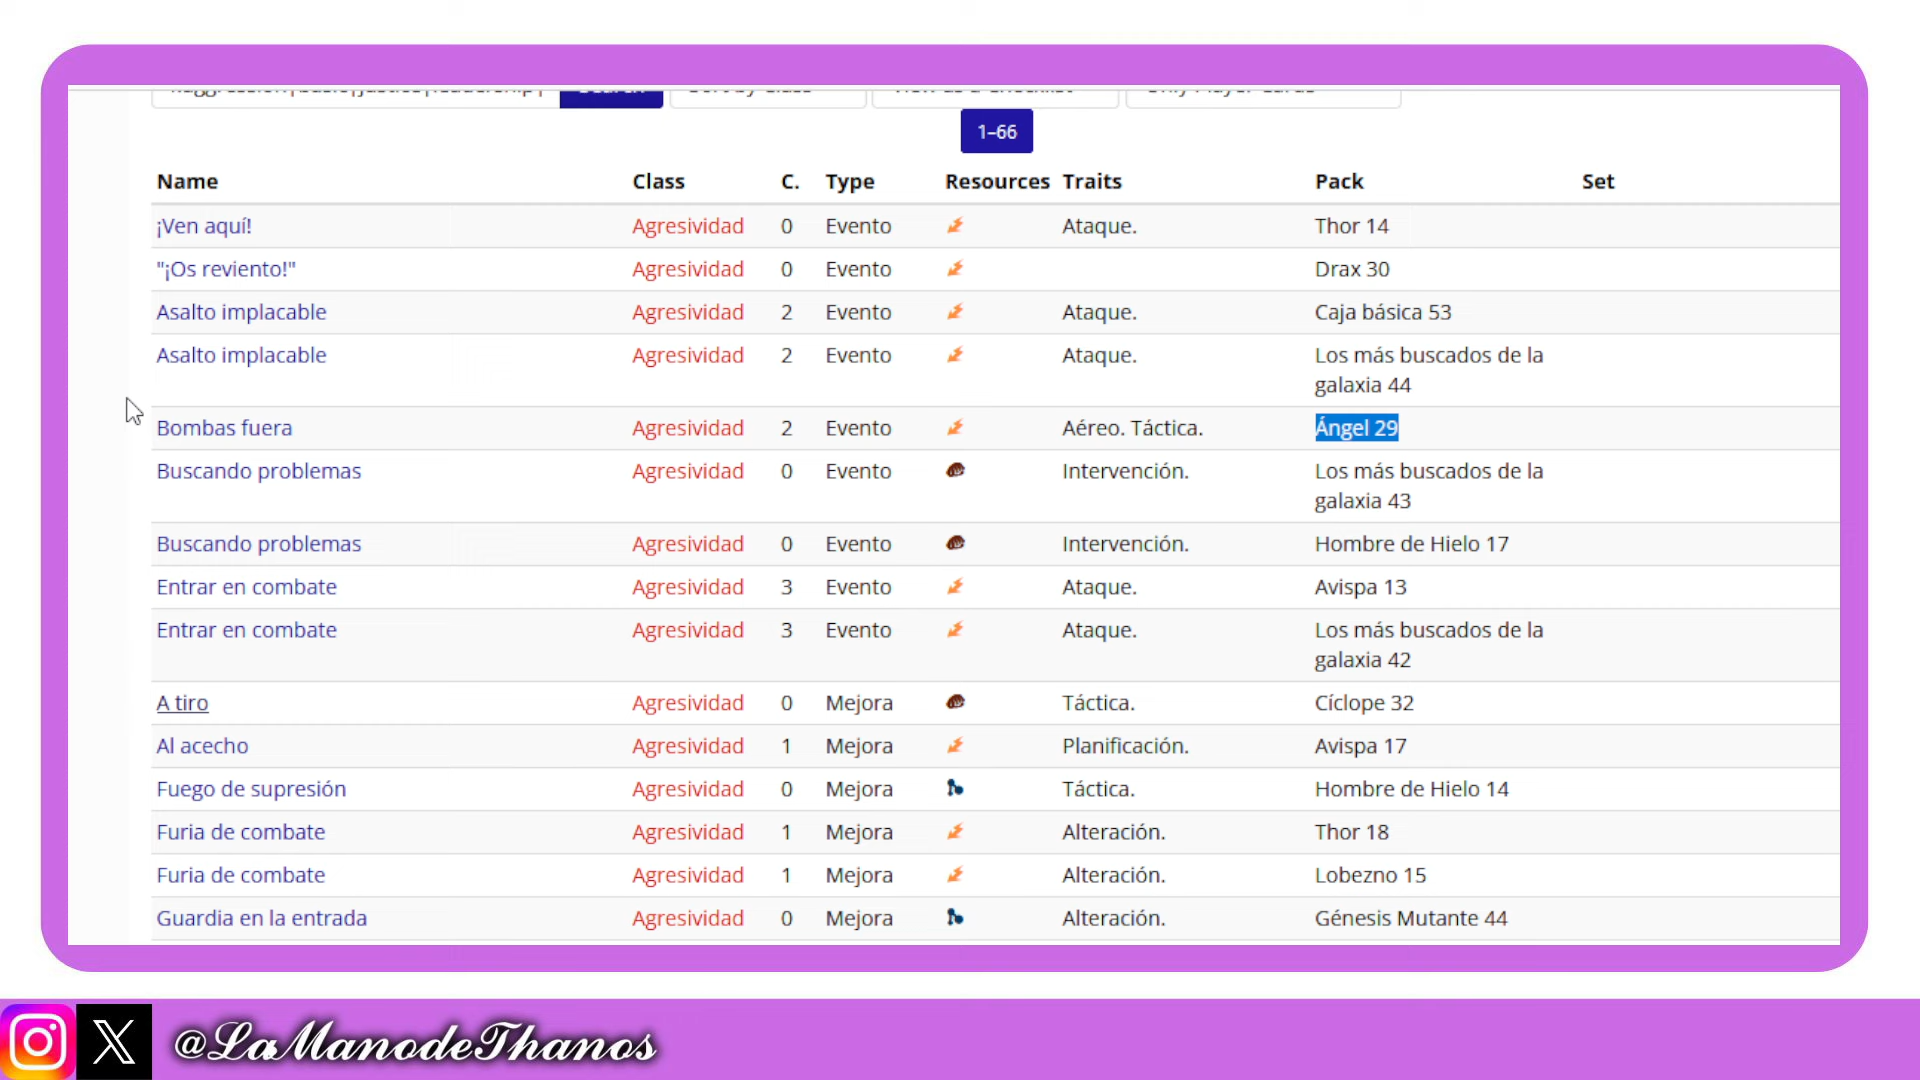 1–66
Name Class C. Type Resources Traits Pack Set
¡Ven aquí! Agresividad 0 Evento Ataque. Thor 14
"¡Os reviento!" Agresividad 0 Evento Drax 30
Asalto implacable Agresividad 2 Evento Ataque. Caja básica 53
Asalto implacable Agresividad 2 Evento Ataque. Los más buscados de la
galaxia 44
Bombas fuera Agresividad 2 Evento Aéreo. Táctica. Ángel 29
Buscando problemas Agresividad 0 Evento Intervención. Los más buscados de la
galaxia 43
Buscando problemas Agresividad 0 Evento Intervención. Hombre de Hielo 17
Entrar en combate Agresividad 3 Evento Ataque. Avispa 13
Entrar en combate Agresividad 3 Evento Ataque. Los más buscados de la
galaxia 42
A tiro Agresividad 0 Mejora Táctica. Cíclope 32
Al acecho Agresividad 1 Mejora Planificación. Avispa 17
Fuego de supresión Agresividad 0 Mejora Táctica. Hombre de Hielo 14
Furia de combate Agresividad 1 Mejora Alteración. Thor 18
Furia de combate Agresividad 1 Mejora Alteración. Lobezno 15
Guardia en la entrada Agresividad 0 Mejora Alteración. Génesis Mutante 44
@LaManodeThanos